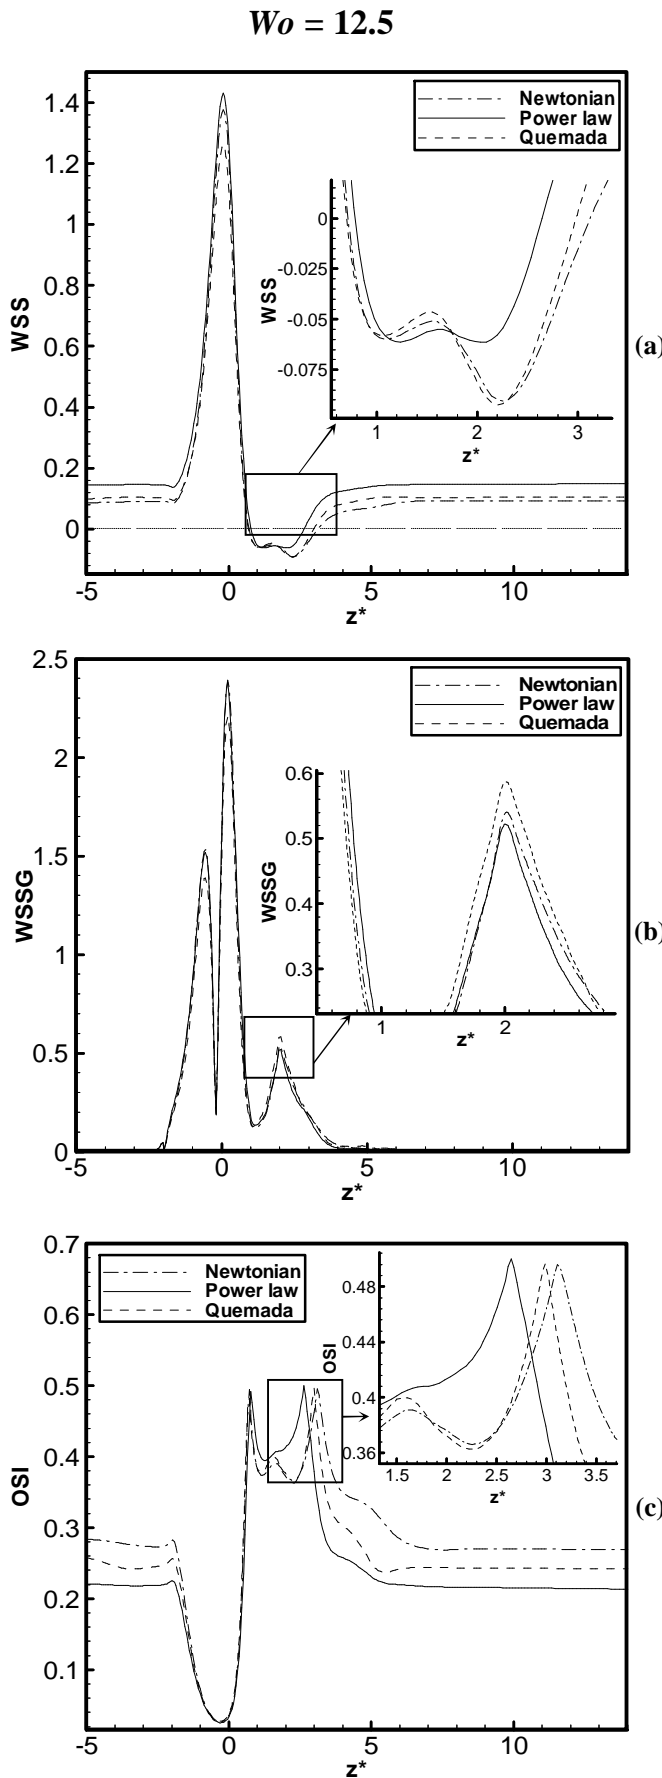 Wo = 12.5
1.4
1.2
1
0.8
0.6
0.4
0.2
0
WSS
-5
0
5
10
z*
Newtonian
Power law
Quemada
0
-0.025
-0.05
-0.075
WSS
1
2
3
z*
(a)
2.5
2
1.5
1
0.5
0
WSSG
-5
0
5
10
z*
Newtonian
Power law
Quemada
0.6
0.5
0.4
0.3
WSSG
1
2
z*
(b)
0.7
0.6
0.5
0.4
0.3
0.2
0.1
OSI
-5
0
5
10
z*
Newtonian
Power law
Quemada
0.48
0.44
0.4
0.36
OSI
1.5
2
2.5
3
3.5
z*
(c)